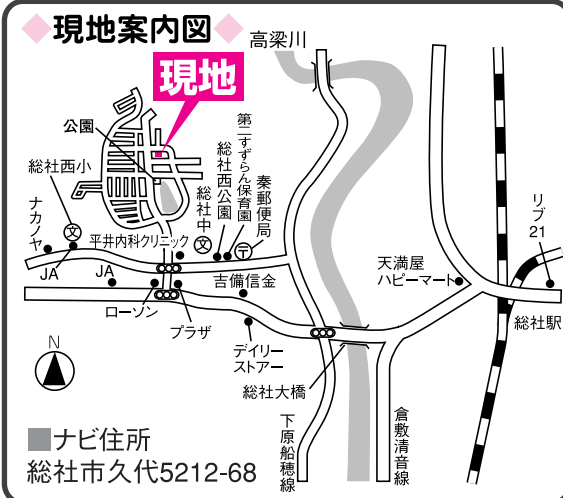 ◆現地案内図◆
高梁川
現地
公園
第二すずらん保育園
総社西公園
秦郵便局
総社西小
総社中
ナカノヤ
文
文
〒
平井内科クリニック
リブ21
天満屋
ハピーマート
JA
JA
吉備信金
ローソン
プラザ
総社駅
デイリー
ストアー
N
総社大橋
下原船穂線
倉敷清音線
■ナビ住所
総社市久代5212-68